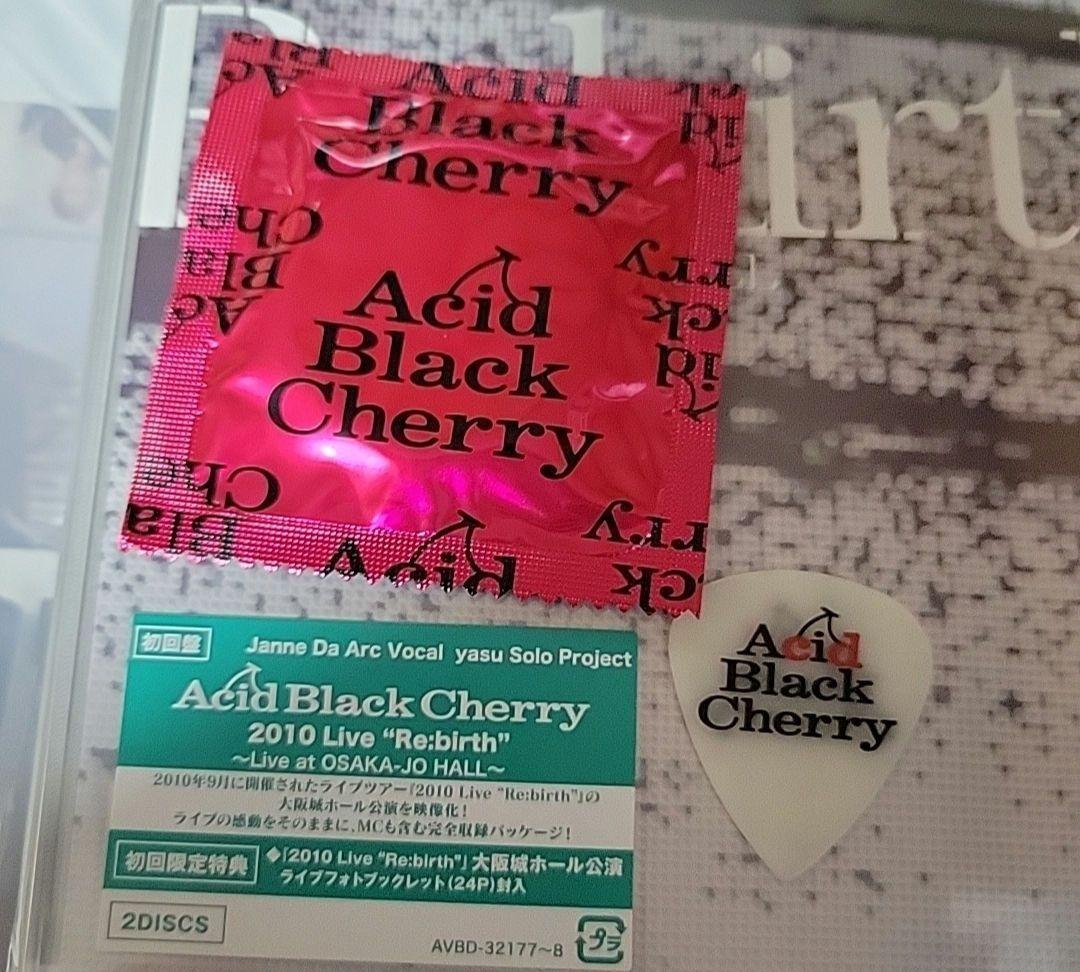 Acid
Black
Cherry
Acid
Black
Cherry
初回盤
Janne Da Arc Vocal yasu Solo Project
Acid Black Cherry
2010 Live “Re:birth”
～Live at OSAKA-JO HALL～
2010年9月に開催されたライブツアー『2010 Live “Re:birth”』の
大阪城ホール公演を映像化！
ライブの感動をそのままに、MCも含む完全収録パッケージ！
初回限定特典
◆『2010 Live “Re:birth”』大阪城ホール公演
ライブフォトブックレット(24P)封入
2DISCS
AVBD-32177～8
プラ
Acid
Black
Cherry